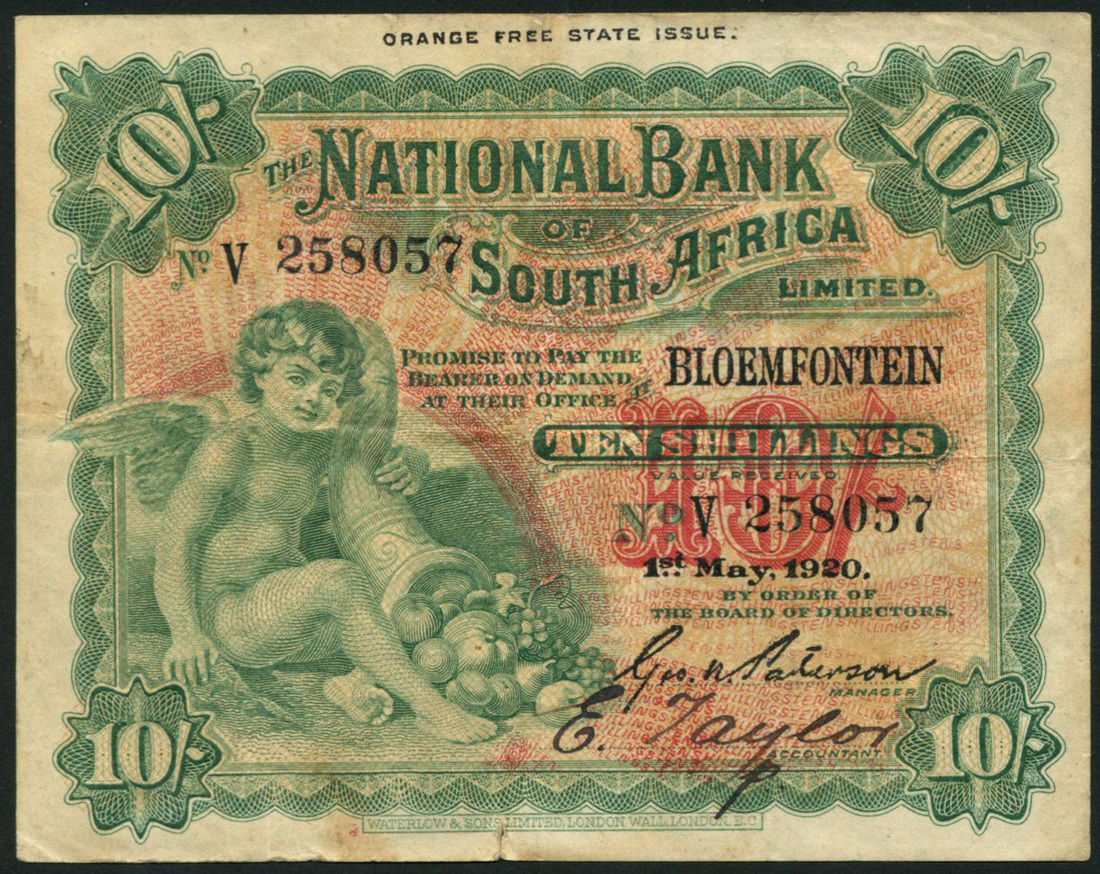 ORANGE FREE STATE ISSUE.
10/- 10/-
THE NATIONAL BANK
OF
SOUTH AFRICA
LIMITED.
No. V 258057
PROMISE TO PAY THE
BEARER ON DEMAND
AT THEIR OFFICE AT BLOEMFONTEIN
TEN SHILLINGS
10/-
VALUE RECEIVED
No. V 258057
1st. May, 1920.
BY ORDER OF
THE BOARD OF DIRECTORS.
Geo. N. Paterson
MANAGER
E. Taylor
ACCOUNTANT
p
10/- 10/-
WATERLOW & SONS, LIMITED, LONDON WALL, LONDON, E.C